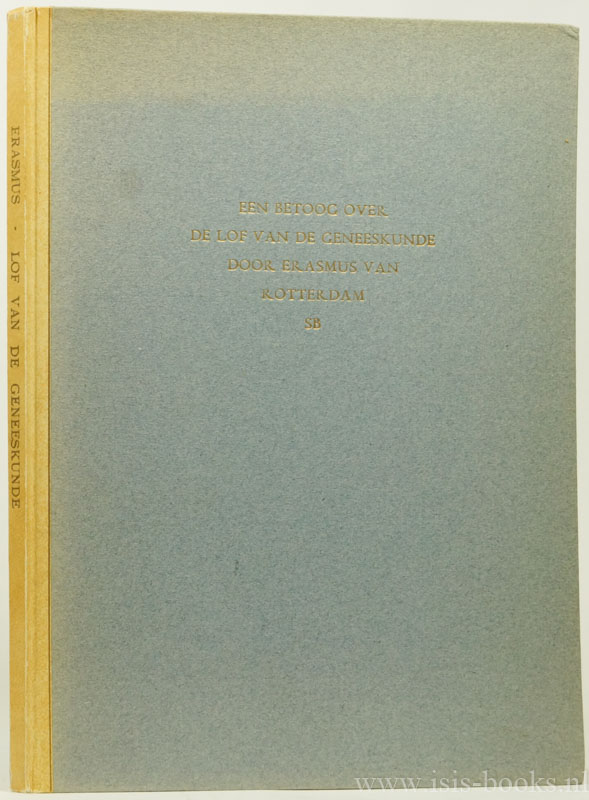 ERASMUS - LOF VAN DE GENEESKUNDE
EEN BETOOG OVER
DE LOF VAN DE GENEESKUNDE
DOOR ERASMUS VAN
ROTTERDAM
SB
www.isis-books.nl